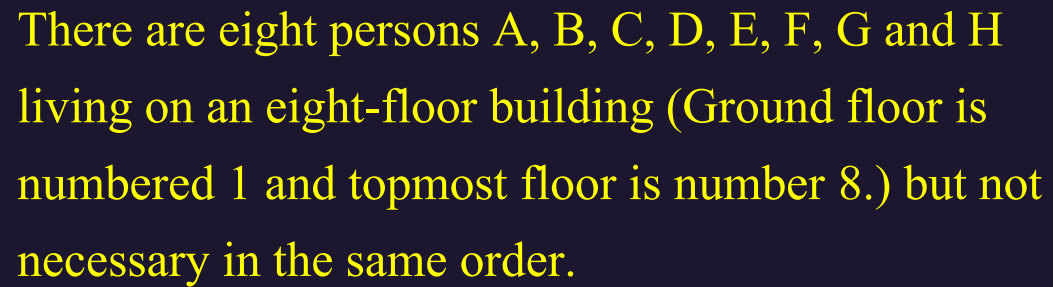 There are eight persons A, B, C, D, E, F, G and H
living on an eight-floor building (Ground floor is
numbered 1 and topmost floor is number 8.) but not
necessary in the same order.